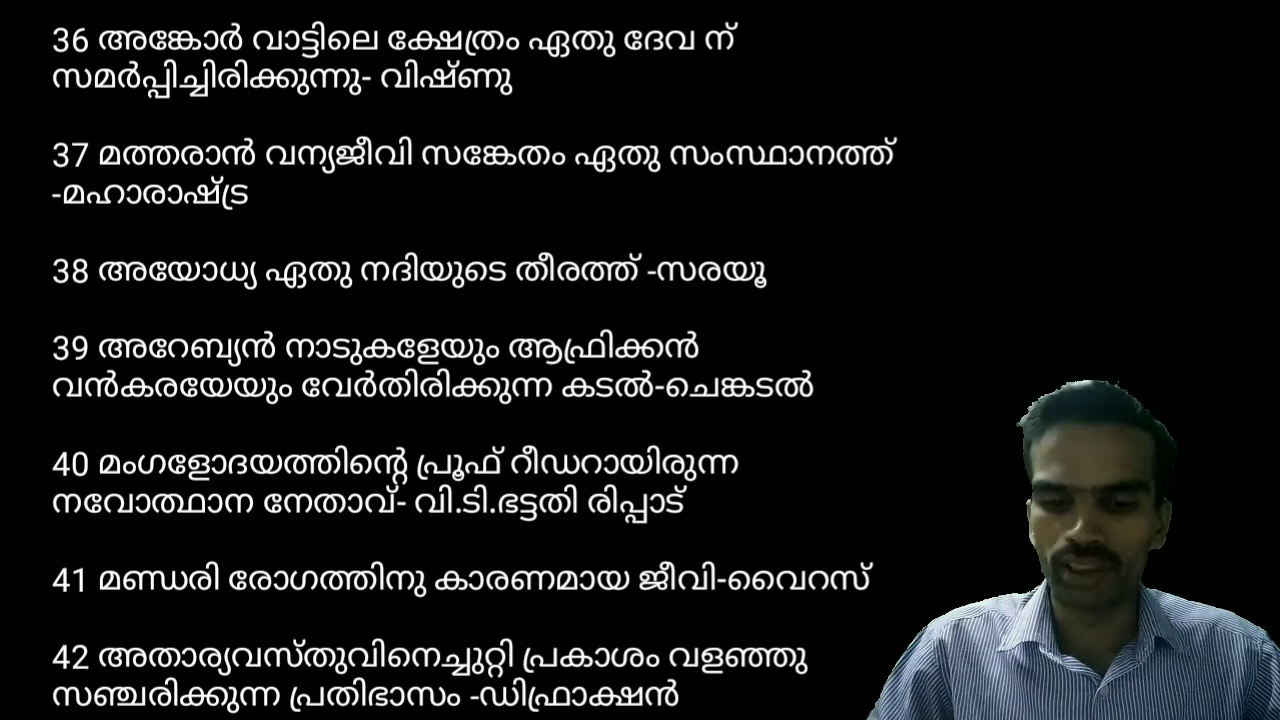 36 അങ്കോർ വാട്ടിലെ ക്ഷേത്രം ഏതു ദേവ ന്
സമർപ്പിച്ചിരിക്കുന്നു- വിഷ്ണു
37 മത്തരാൻ വന്യജീവി സങ്കേതം ഏതു സംസ്ഥാനത്ത്
-മഹാരാഷ്ട്ര
38 അയോധ്യ ഏതു നദിയുടെ തീരത്ത് -സരയൂ
39 അറേബ്യൻ നാടുകളേയും ആഫ്രിക്കൻ
വൻകരയേയും വേർതിരിക്കുന്ന കടൽ-ചെങ്കടൽ
40 മംഗളോദയത്തിന്റെ പ്രൂഫ് റീഡറായിരുന്ന
നവോത്ഥാന നേതാവ്- വി.ടി.ഭട്ടതി രിപ്പാട്
41 മണ്ഡരി രോഗത്തിനു കാരണമായ ജീവി-വൈറസ്
42 അതാര്യവസ്തുവിനെച്ചുറ്റി പ്രകാശം വളഞ്ഞു
സഞ്ചരിക്കുന്ന പ്രതിഭാസം -ഡിഫ്രാക്ഷൻ